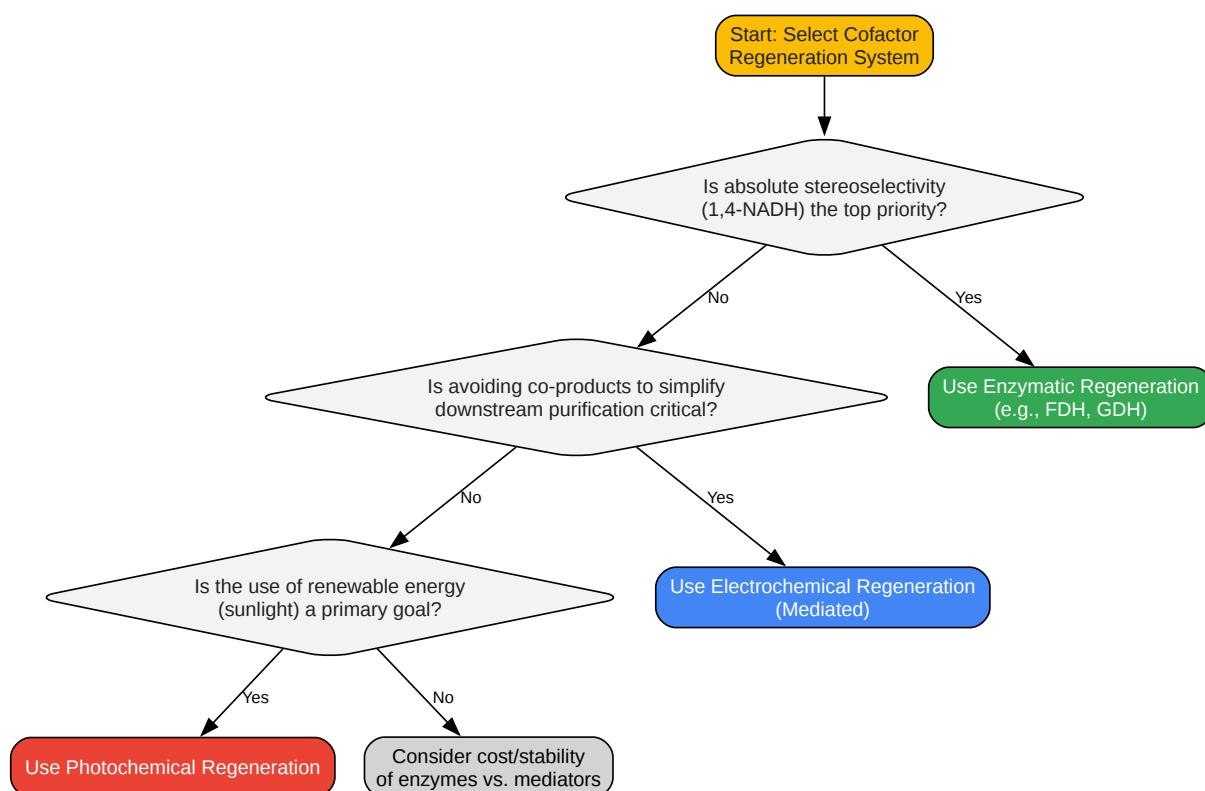 Start: Select Cofactor
Regeneration System
Is absolute stereoselectivity
(1,4-NADH) the top priority?
No
Yes
Is avoiding co-products to simplify
downstream purification critical?
Use Enzymatic Regeneration
(e.g., FDH, GDH)
No
Yes
Is the use of renewable energy
(sunlight) a primary goal?
Use Electrochemical Regeneration
(Mediated)
Yes
No
Use Photochemical Regeneration
Consider cost/stability
of enzymes vs. mediators